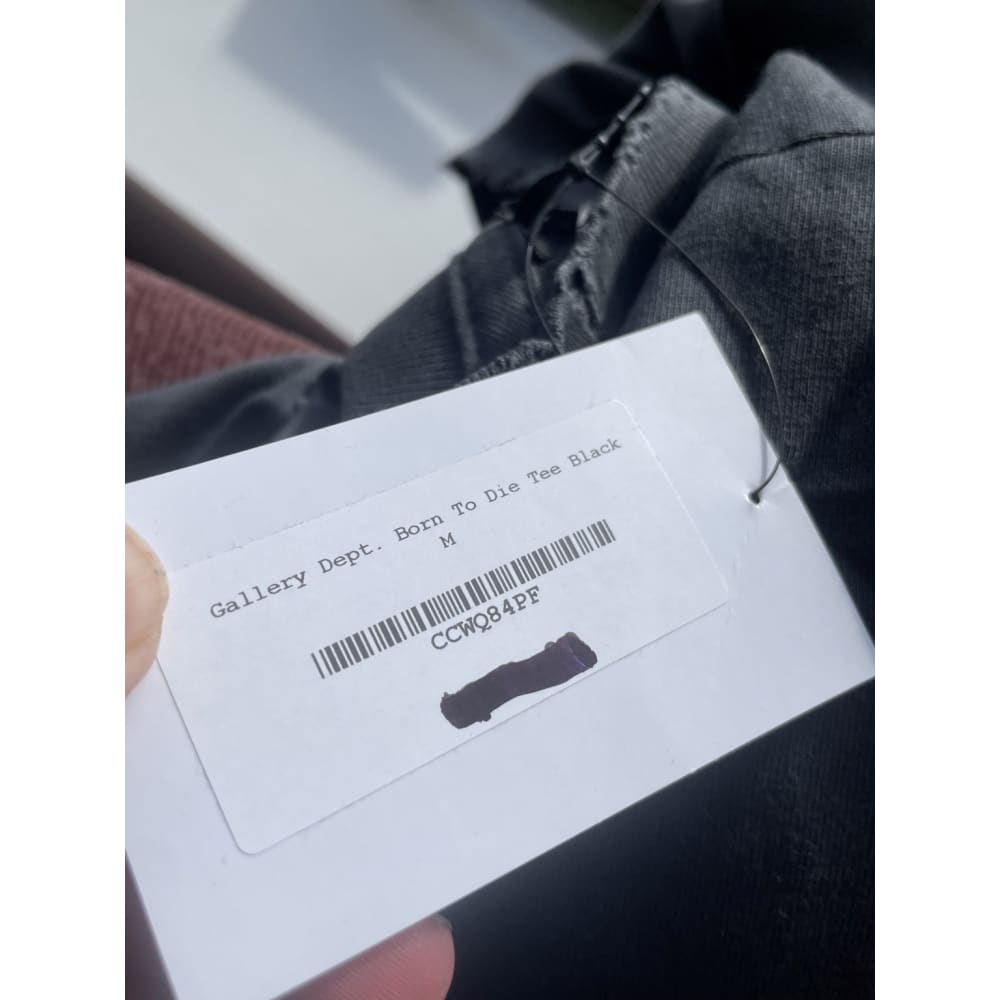 Gallery Dept. Born To Die Tee Black
M
CCWQ84PF